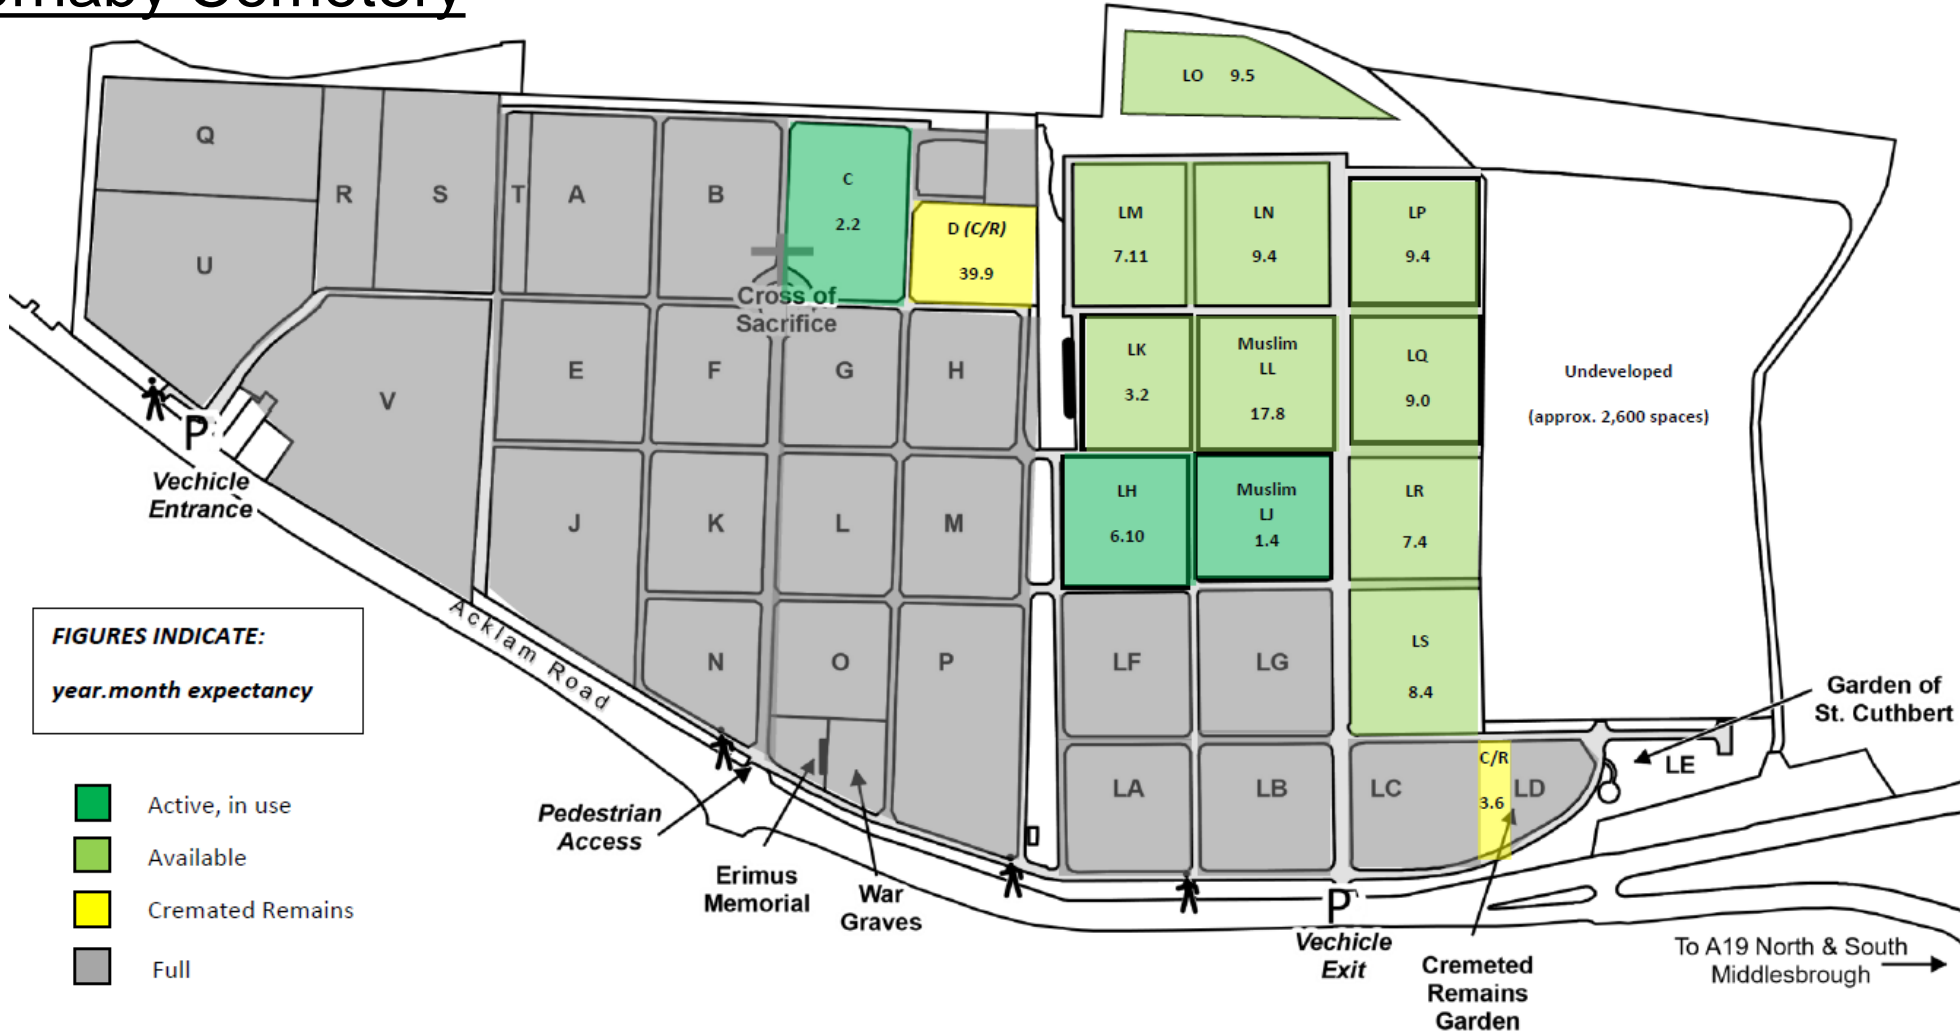 Cemetery
LO 9.5
Q
R
S
T
A
B
C
2.2
D (C/R)
39.9
LM
7.11
LN
9.4
LP
9.4
U
Cross of
Sacrifice
V
E
F
G
H
LK
3.2
Muslim
LL
17.8
LQ
9.0
Undeveloped
(approx. 2,600 spaces)
P
Vechicle
Entrance
J
K
L
M
LH
6.10
Muslim
LJ
1.4
LR
7.4
Acklam Road
N
O
P
LF
LG
LS
8.4
Garden of
St. Cuthbert
LE
LA
LB
LC
C/R
3.6
LD
FIGURES INDICATE:
year.month expectancy
Active, in use
Available
Cremated Remains
Full
Pedestrian
Access
Erimus
Memorial
War
Graves
P
Vechicle
Exit
Cremeted
Remains
Garden
To A19 North & South
Middlesbrough